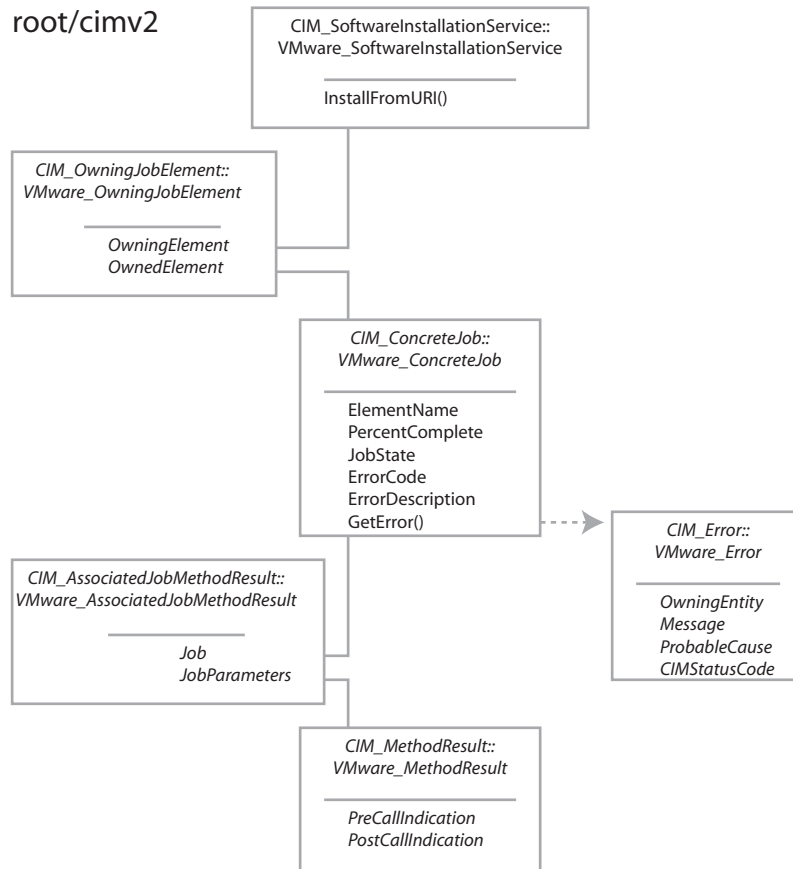 root/cimv2
CIM_SoftwareInstallationService::
VMware_SoftwareInstallationService
InstallFromURI()
CIM_OwningJobElement::
VMware_OwningJobElement
OwningElement
OwnedElement
CIM_ConcreteJob::
VMware_ConcreteJob
ElementName
PercentComplete
JobState
ErrorCode
ErrorDescription
GetError()
CIM_Error::
VMware_Error
OwningEntity
Message
ProbableCause
CIMStatusCode
CIM_AssociatedJobMethodResult::
VMware_AssociatedJobMethodResult
Job
JobParameters
CIM_MethodResult::
VMware_MethodResult
PreCallIndication
PostCallIndication